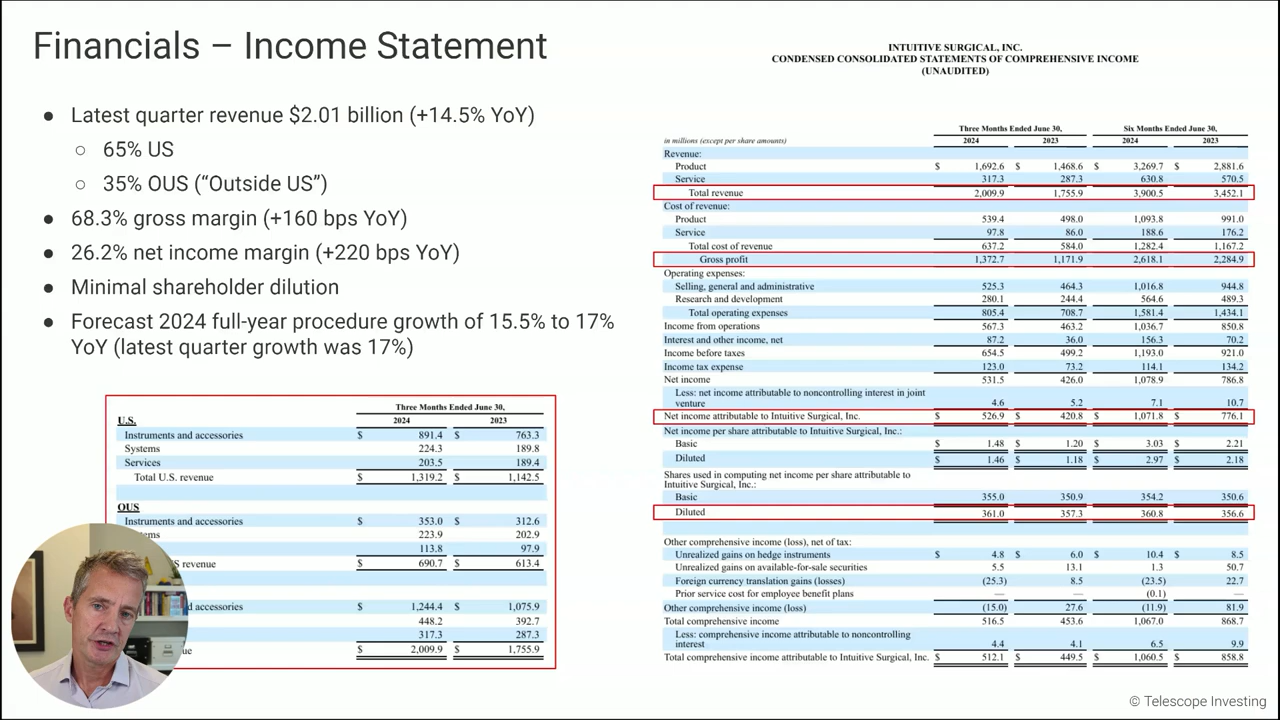 Financials – Income Statement
● Latest quarter revenue $2.01 billion (+14.5% YoY)
○ 65% US
○ 35% OUS (“Outside US”)
● 68.3% gross margin (+160 bps YoY)
● 26.2% net income margin (+220 bps YoY)
● Minimal shareholder dilution
● Forecast 2024 full-year procedure growth of 15.5% to 17%
YoY (latest quarter growth was 17%)
Three Months Ended June 30,
U.S. 2024 2023
Instruments and accessories $ 891.4 $ 763.3
Systems 224.3 189.8
Services 203.5 189.4
Total U.S. revenue $ 1,319.2 $ 1,142.5
OUS
Instruments and accessories $ 353.0 $ 312.6
223.9 202.9
113.8 97.9
revenue $ 690.7 $ 613.4
accessories $ 1,244.4 $ 1,075.9
448.2 392.7
317.3 287.3
$ 2,009.9 $ 1,755.9
INTUITIVE SURGICAL, INC.
CONDENSED CONSOLIDATED STATEMENTS OF COMPREHENSIVE INCOME
(UNAUDITED)
Three Months Ended June 30, Six Months Ended June 30,
in millions (except per share amounts) 2024 2023 2024 2023
Revenue:
Product $ 1,692.6 $ 1,468.6 $ 3,269.7 $ 2,881.6
Service 317.3 287.3 630.8 570.5
Total revenue 2,009.9 1,755.9 3,900.5 3,452.1
Cost of revenue:
Product 539.4 498.0 1,093.8 991.0
Service 97.8 86.0 188.6 176.2
Total cost of revenue 637.2 584.0 1,282.4 1,167.2
Gross profit 1,372.7 1,171.9 2,618.1 2,284.9
Operating expenses:
Selling, general and administrative 525.3 464.3 1,016.8 944.8
Research and development 280.1 244.4 564.6 489.3
Total operating expenses 805.4 708.7 1,581.4 1,434.1
Income from operations 567.3 463.2 1,036.7 850.8
Interest and other income, net 87.2 36.0 156.3 70.2
Income before taxes 654.5 499.2 1,193.0 921.0
Income tax expense 123.0 73.2 114.1 134.2
Net income 531.5 426.0 1,078.9 786.8
Less: net income attributable to noncontrolling interest in joint
venture 4.6 5.2 7.1 10.7
Net income attributable to Intuitive Surgical, Inc. $ 526.9 $ 420.8 $ 1,071.8 $ 776.1
Net income per share attributable to Intuitive Surgical, Inc.:
Basic $ 1.48 $ 1.20 $ 3.03 $ 2.21
Diluted $ 1.46 $ 1.18 $ 2.97 $ 2.18
Shares used in computing net income per share attributable to
Intuitive Surgical, Inc.:
Basic 355.0 350.9 354.2 350.6
Diluted 361.0 357.3 360.8 356.6
Other comprehensive income (loss), net of tax:
Unrealized gains on hedge instruments $ 4.8 $ 6.0 $ 10.4 $ 8.5
Unrealized gains on available-for-sale securities 5.5 13.1 1.3 50.7
Foreign currency translation gains (losses) (25.3) 8.5 (23.5) 22.7
Prior service cost for employee benefit plans — — (0.1) —
Other comprehensive income (loss) (15.0) 27.6 (11.9) 81.9
Total comprehensive income 516.5 453.6 1,067.0 868.7
Less: comprehensive income attributable to noncontrolling
interest 4.4 4.1 6.5 9.9
Total comprehensive income attributable to Intuitive Surgical, Inc. $ 512.1 $ 449.5 $ 1,060.5 $ 858.8
© Telescope Investing